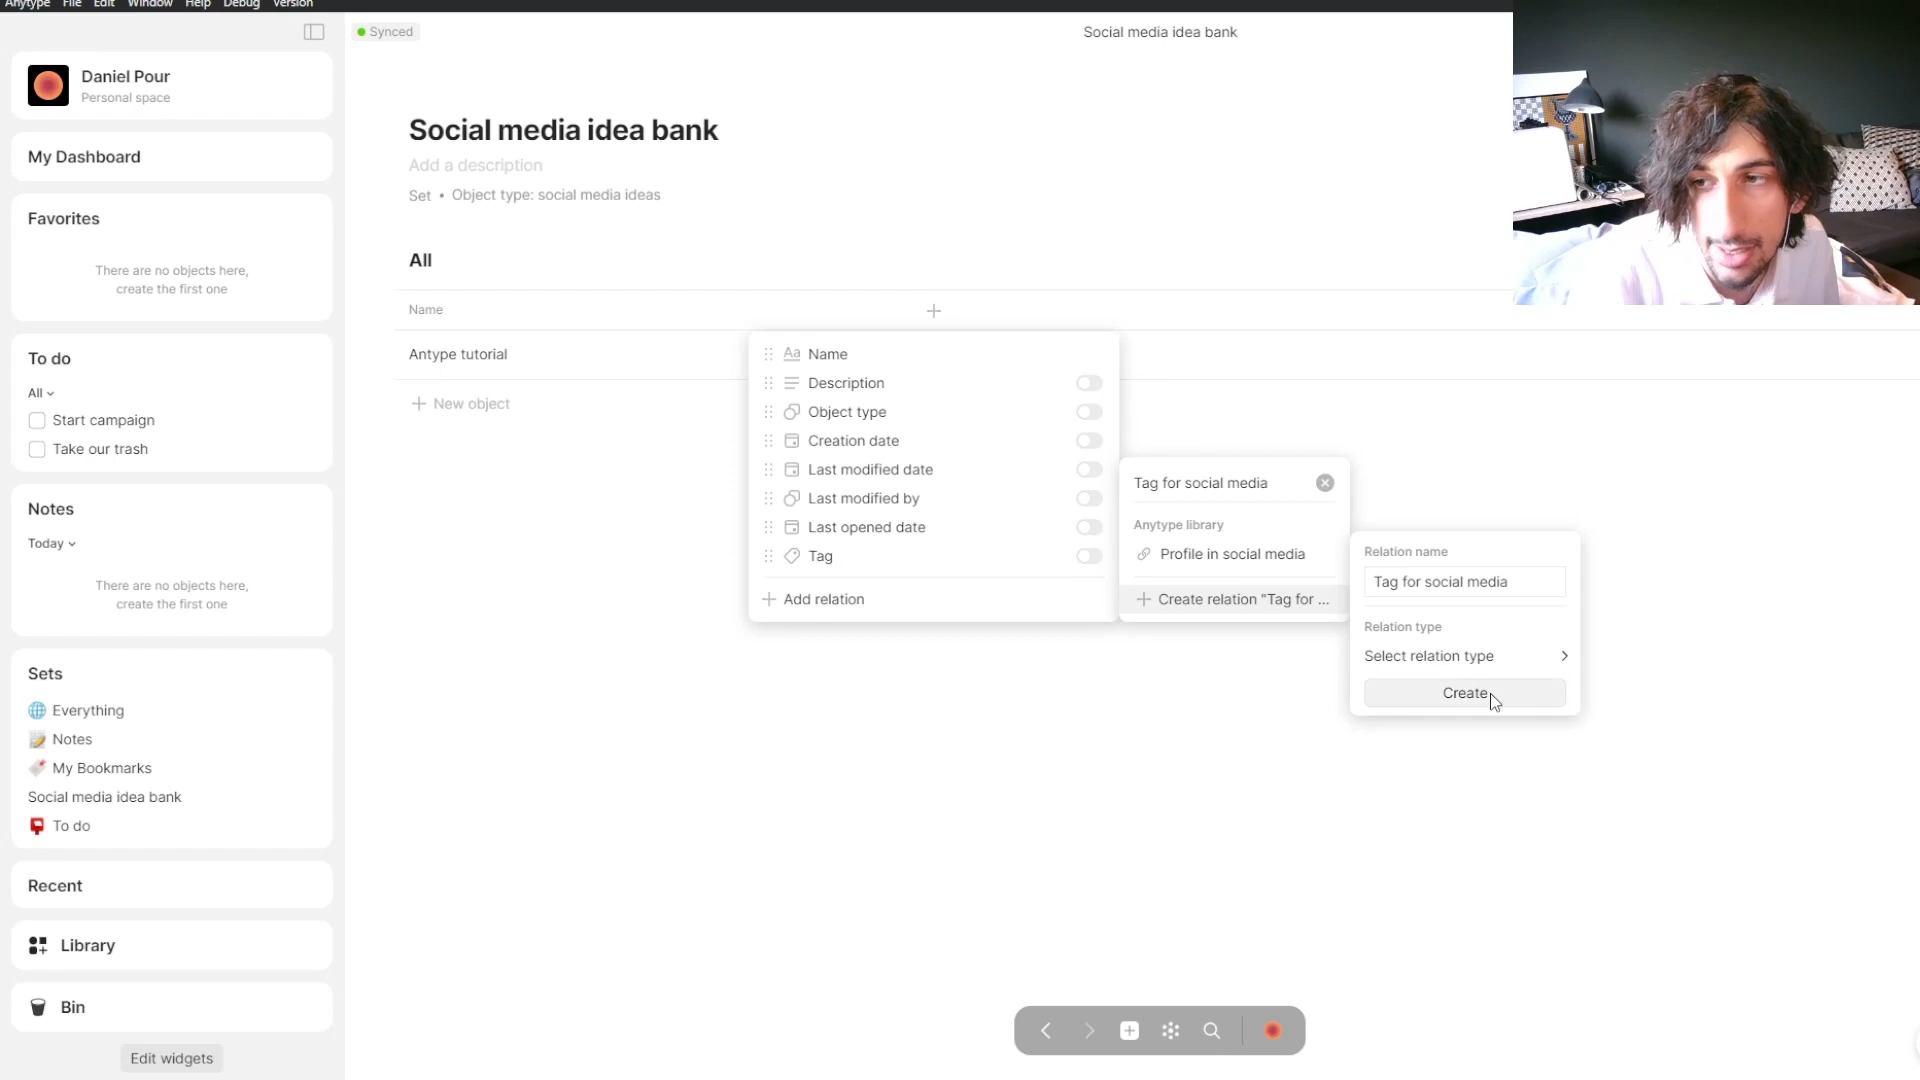 Anytype File Edit Window Help Debug Version
Synced
Social media idea bank
Daniel Pour
Personal space
My Dashboard
Favorites
There are no objects here,
create the first one
To do
All
Start campaign
Take our trash
Notes
Today
There are no objects here,
create the first one
Sets
Everything
Notes
My Bookmarks
Social media idea bank
To do
Recent
Library
Bin
Edit widgets
Social media idea bank
Add a description
Set • Object type: social media ideas
All
Name
Antype tutorial
New object
Aa Name
Description
Object type
Creation date
Last modified date
Last modified by
Last opened date
Tag
Add relation
Tag for social media
Anytype library
Profile in social media
Create relation "Tag for ...
Relation name
Tag for social media
Relation type
Select relation type
Create